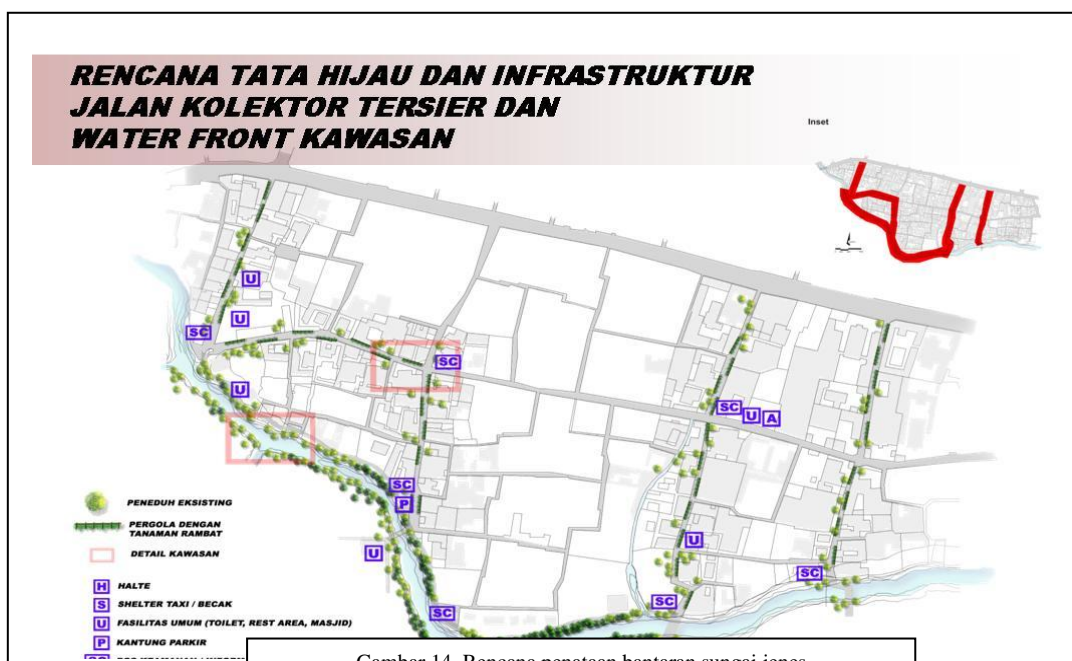 RENCANA TATA HIJAU DAN INFRASTRUKTUR
JALAN KOLEKTOR TERSIER DAN
WATER FRONT KAWASAN
Inset
U
U
SC
U
SC
SC
P
U
SC
SC
U
A
U
SC
SC
PENEDUH EKSISTING
PERGOLA DENGAN
TANAMAN RAMBAT
DETAIL KAWASAN
H HALTE
S SHELTER TAXI / BECAK
U FASILITAS UMUM (TOILET, REST AREA, MASJID)
P KANTUNG PARKIR
SC
Gambar 14. Rencana penataan bantaran sungai jenes